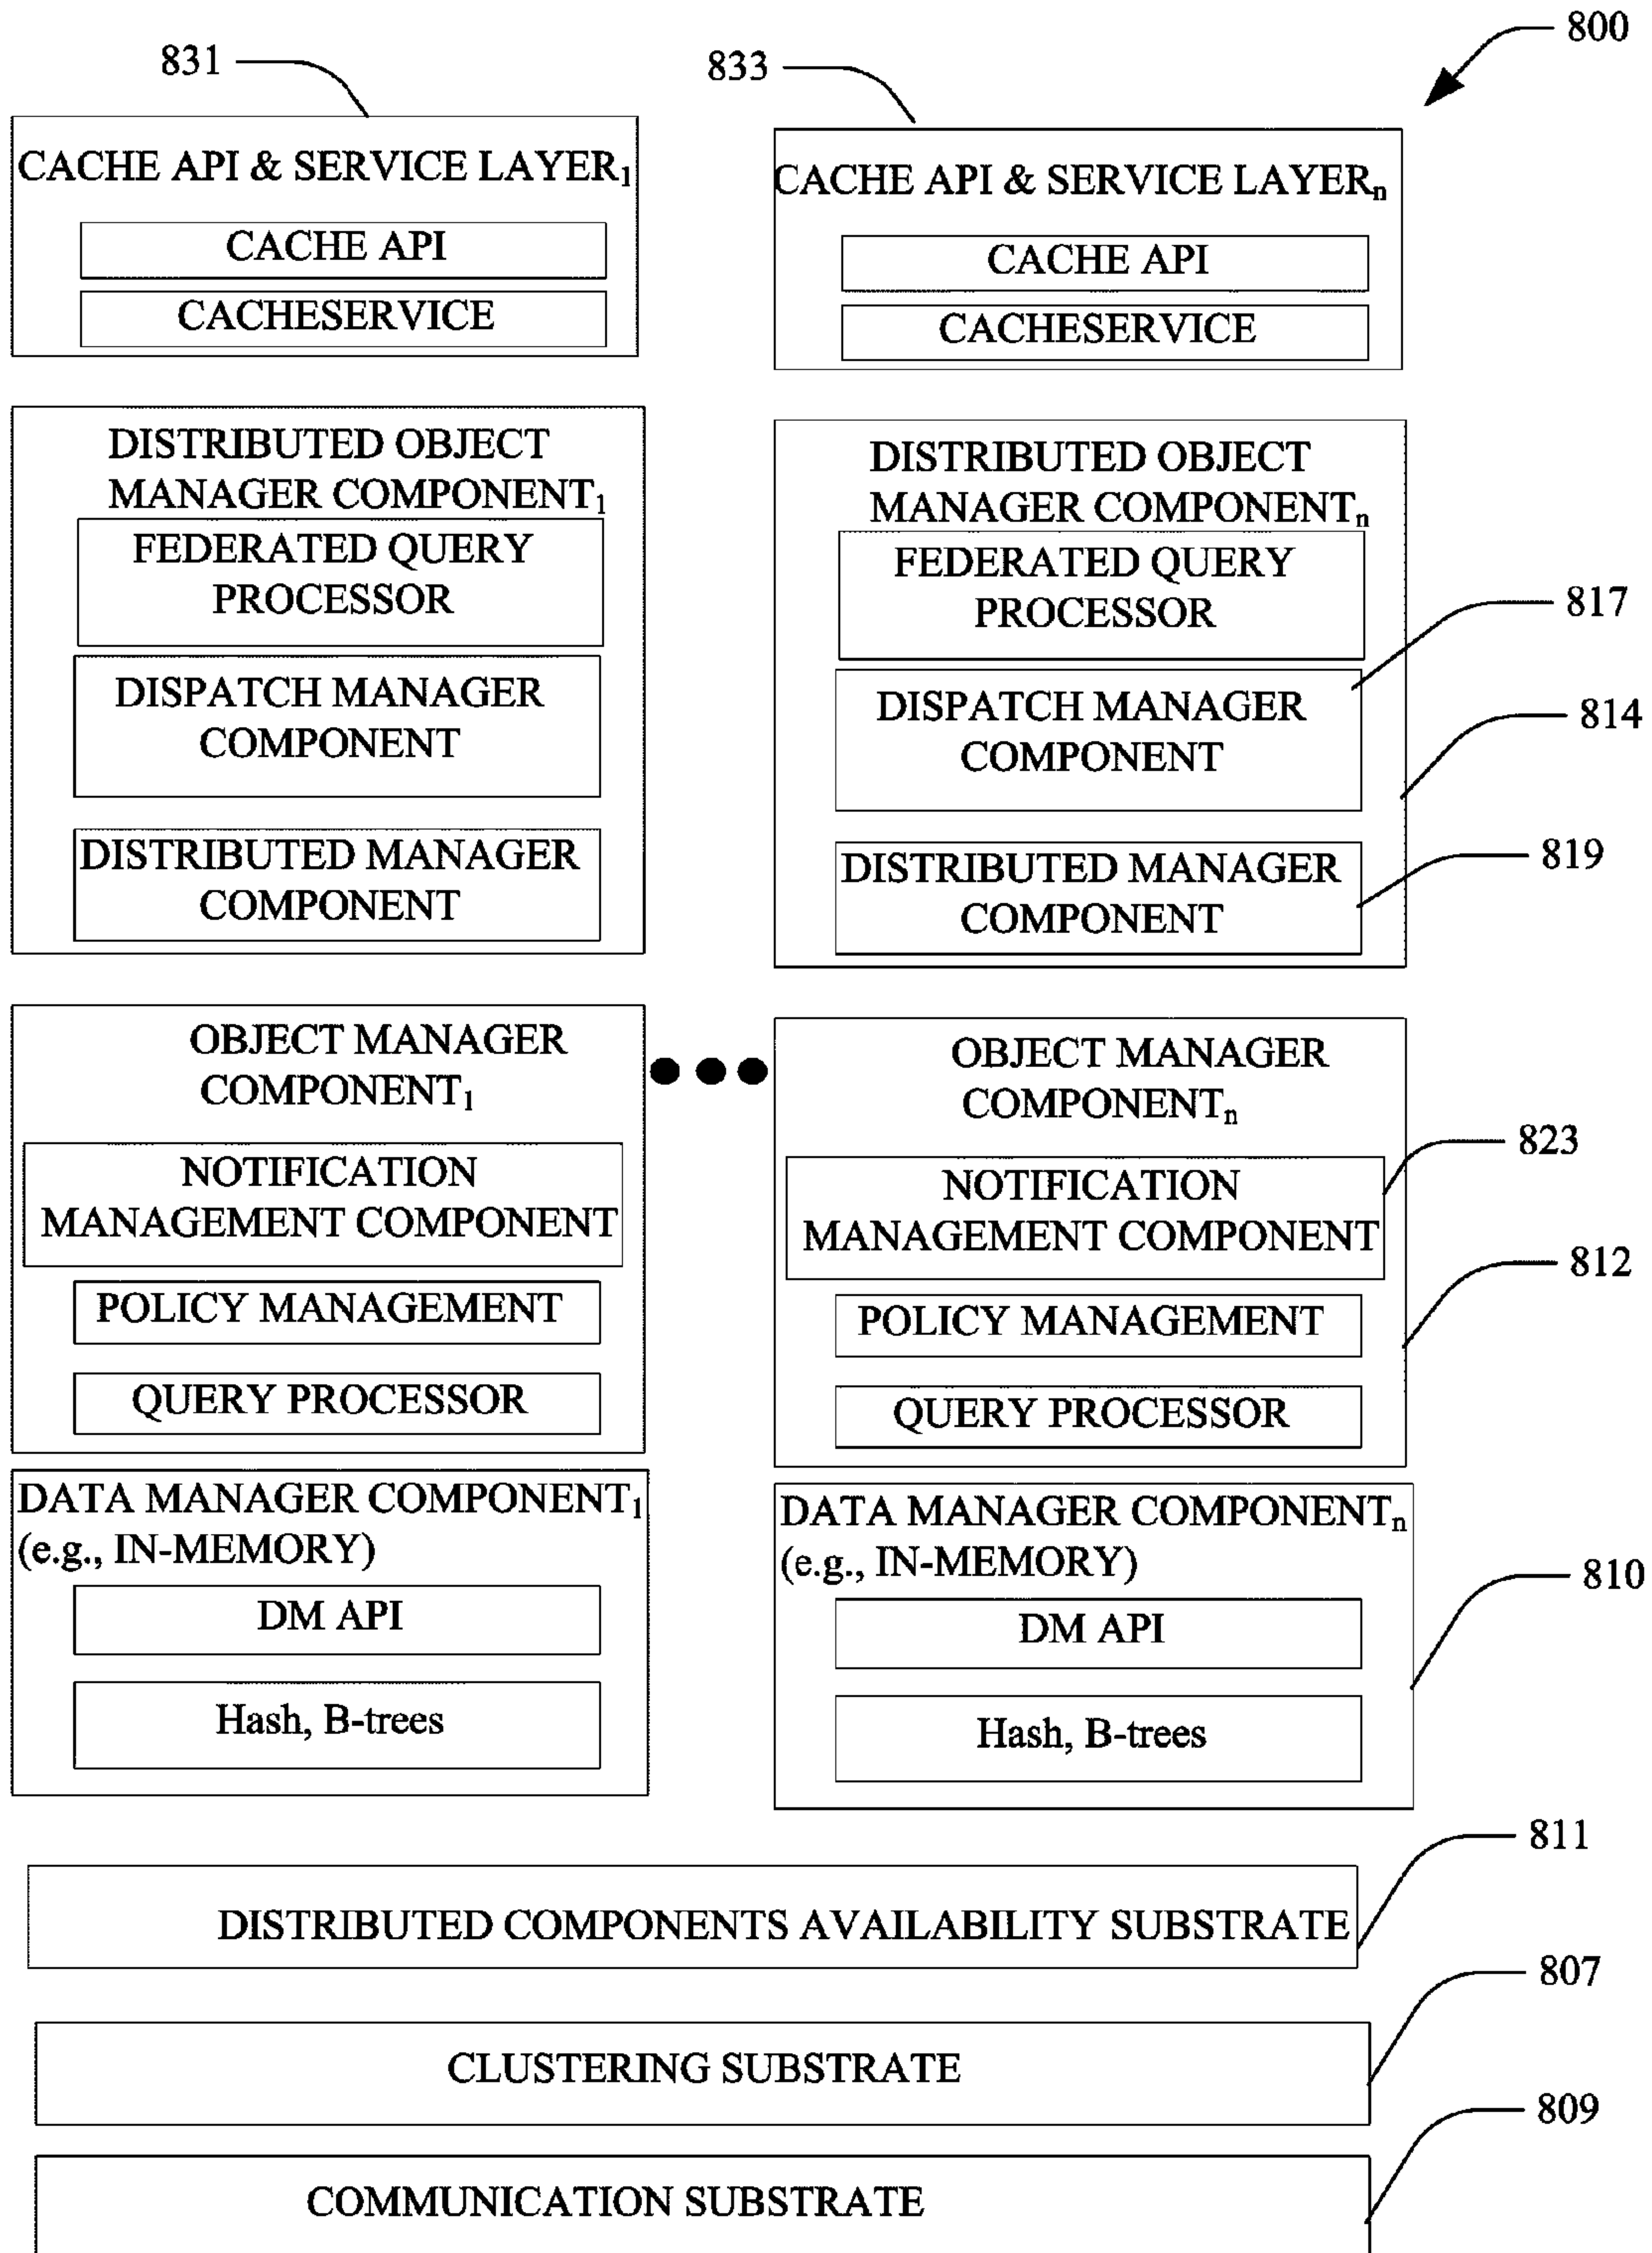 800
831
833
CACHE API & SERVICE LAYER1
CACHE API
CACHESERVICE
CACHE API & SERVICE LAYERn
CACHE API
CACHESERVICE
DISTRIBUTED OBJECT
MANAGER COMPONENT1
FEDERATED QUERY
PROCESSOR
DISPATCH MANAGER
COMPONENT
DISTRIBUTED MANAGER
COMPONENT
DISTRIBUTED OBJECT
MANAGER COMPONENTn
FEDERATED QUERY
PROCESSOR
DISPATCH MANAGER
COMPONENT
DISTRIBUTED MANAGER
COMPONENT
817
814
819
OBJECT MANAGER
COMPONENT1
NOTIFICATION
MANAGEMENT COMPONENT
POLICY MANAGEMENT
QUERY PROCESSOR
OBJECT MANAGER
COMPONENTn
NOTIFICATION
MANAGEMENT COMPONENT
POLICY MANAGEMENT
QUERY PROCESSOR
823
812
DATA MANAGER COMPONENT1
(e.g., IN-MEMORY)
DM API
Hash, B-trees
DATA MANAGER COMPONENTn
(e.g., IN-MEMORY)
DM API
Hash, B-trees
810
811
DISTRIBUTED COMPONENTS AVAILABILITY SUBSTRATE
807
CLUSTERING SUBSTRATE
809
COMMUNICATION SUBSTRATE